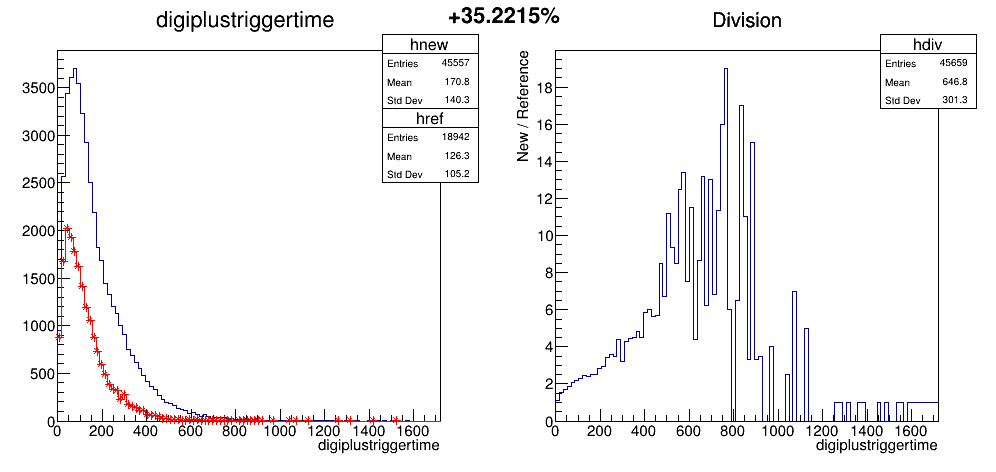 digiplustriggertime
+35.2215%
Division
hnew
Entries 45557
Mean 170.8
Std Dev 140.3
href
Entries 18942
Mean 126.3
Std Dev 105.2
3500
3000
2500
2000
1500
1000
500
0
0 200 400 600 800 1000 1200 1400 1600
digiplustriggertime
hdiv
Entries 45659
Mean 646.8
Std Dev 301.3
New / Reference
18
16
14
12
10
8
6
4
2
0
0 200 400 600 800 1000 1200 1400 1600
digiplustriggertime